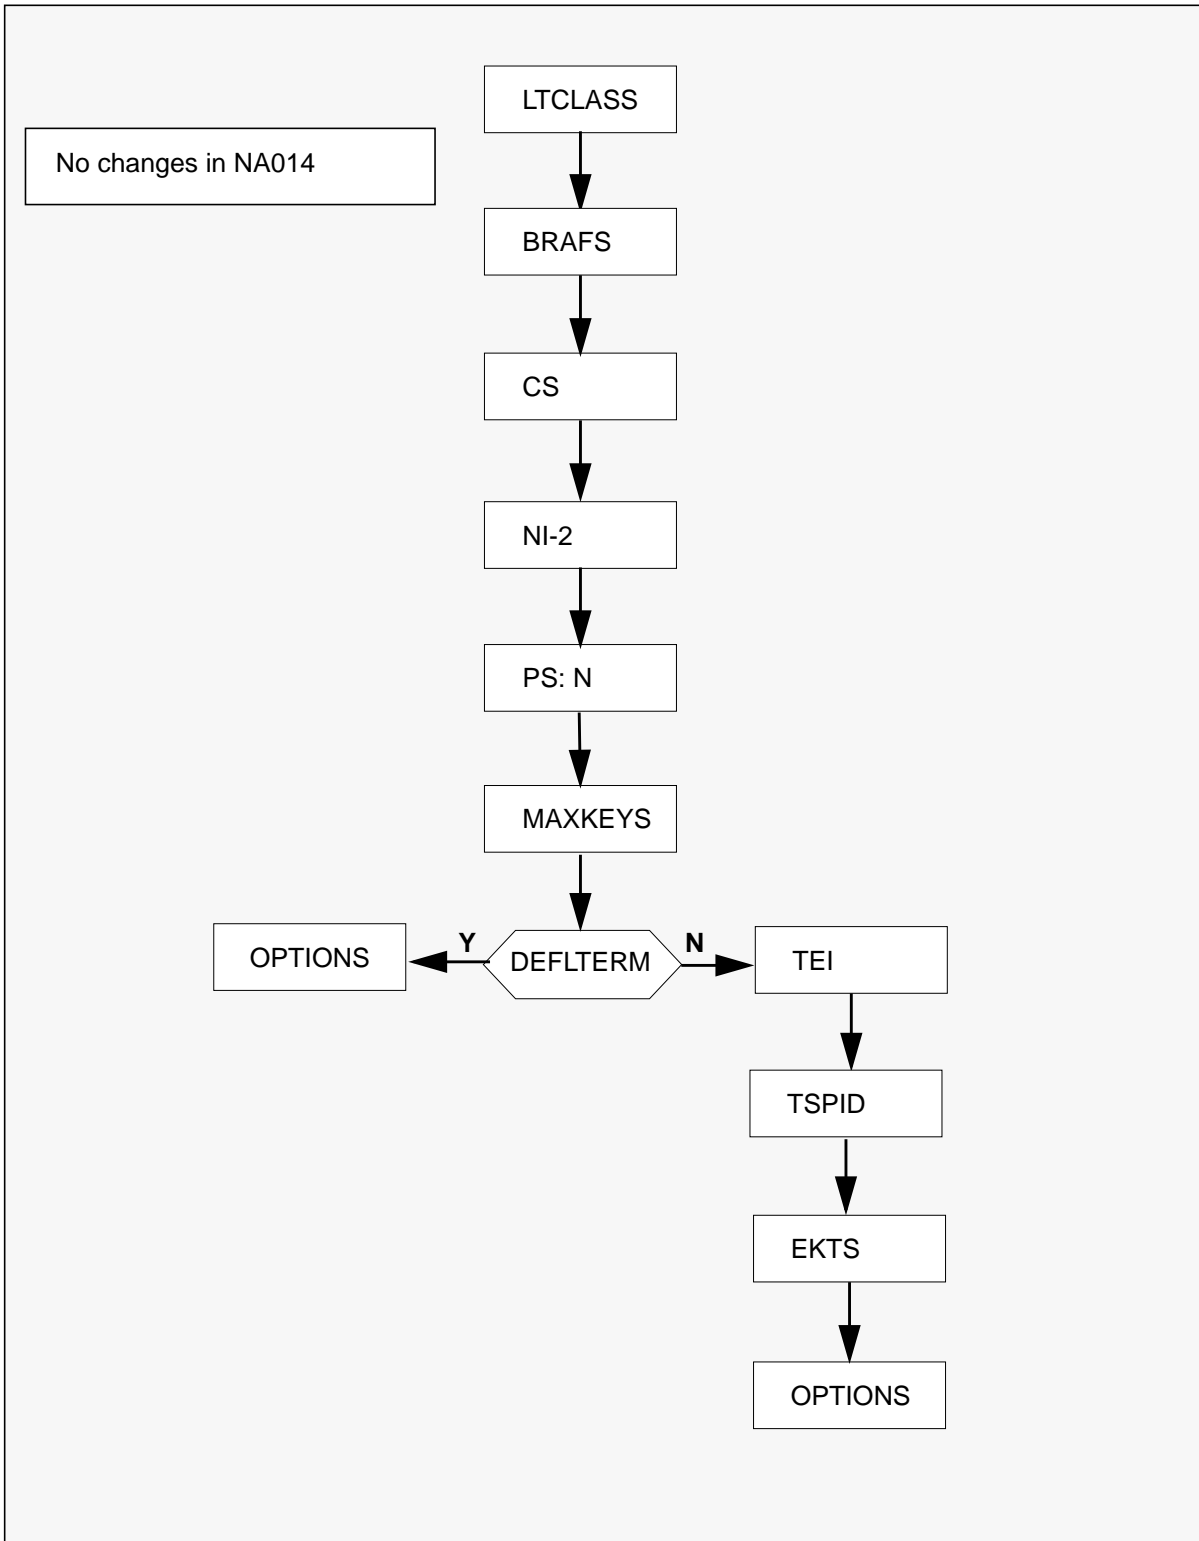 LTCLASS
No changes in NA014
BRAFS
CS
NI-2
PS: N
MAXKEYS
OPTIONS
Y
DEFLTERM
N
TEI
TSPID
EKTS
OPTIONS